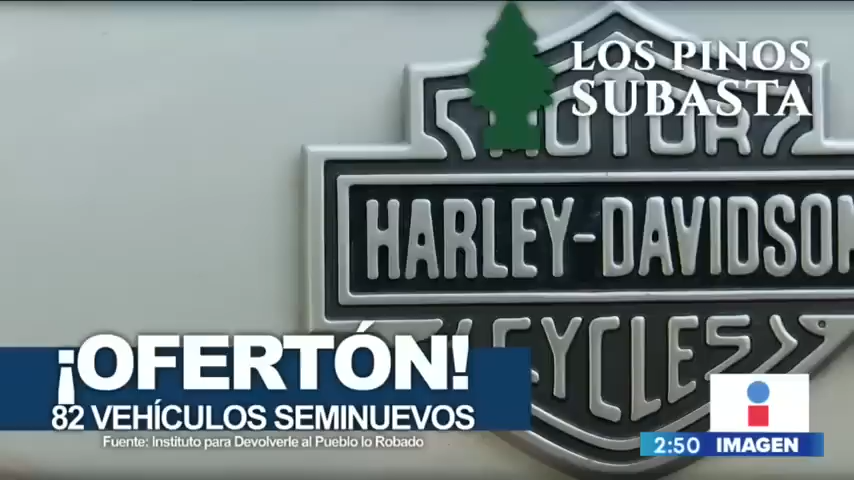 LOS PINOS
SUBASTA
MOTOR
HARLEY-DAVIDSON
CYCLES
¡OFERTÓN!
82 VEHÍCULOS SEMINUEVOS
Fuente: Instituto para Devolverle al Pueblo lo Robado
2:50 IMAGEN